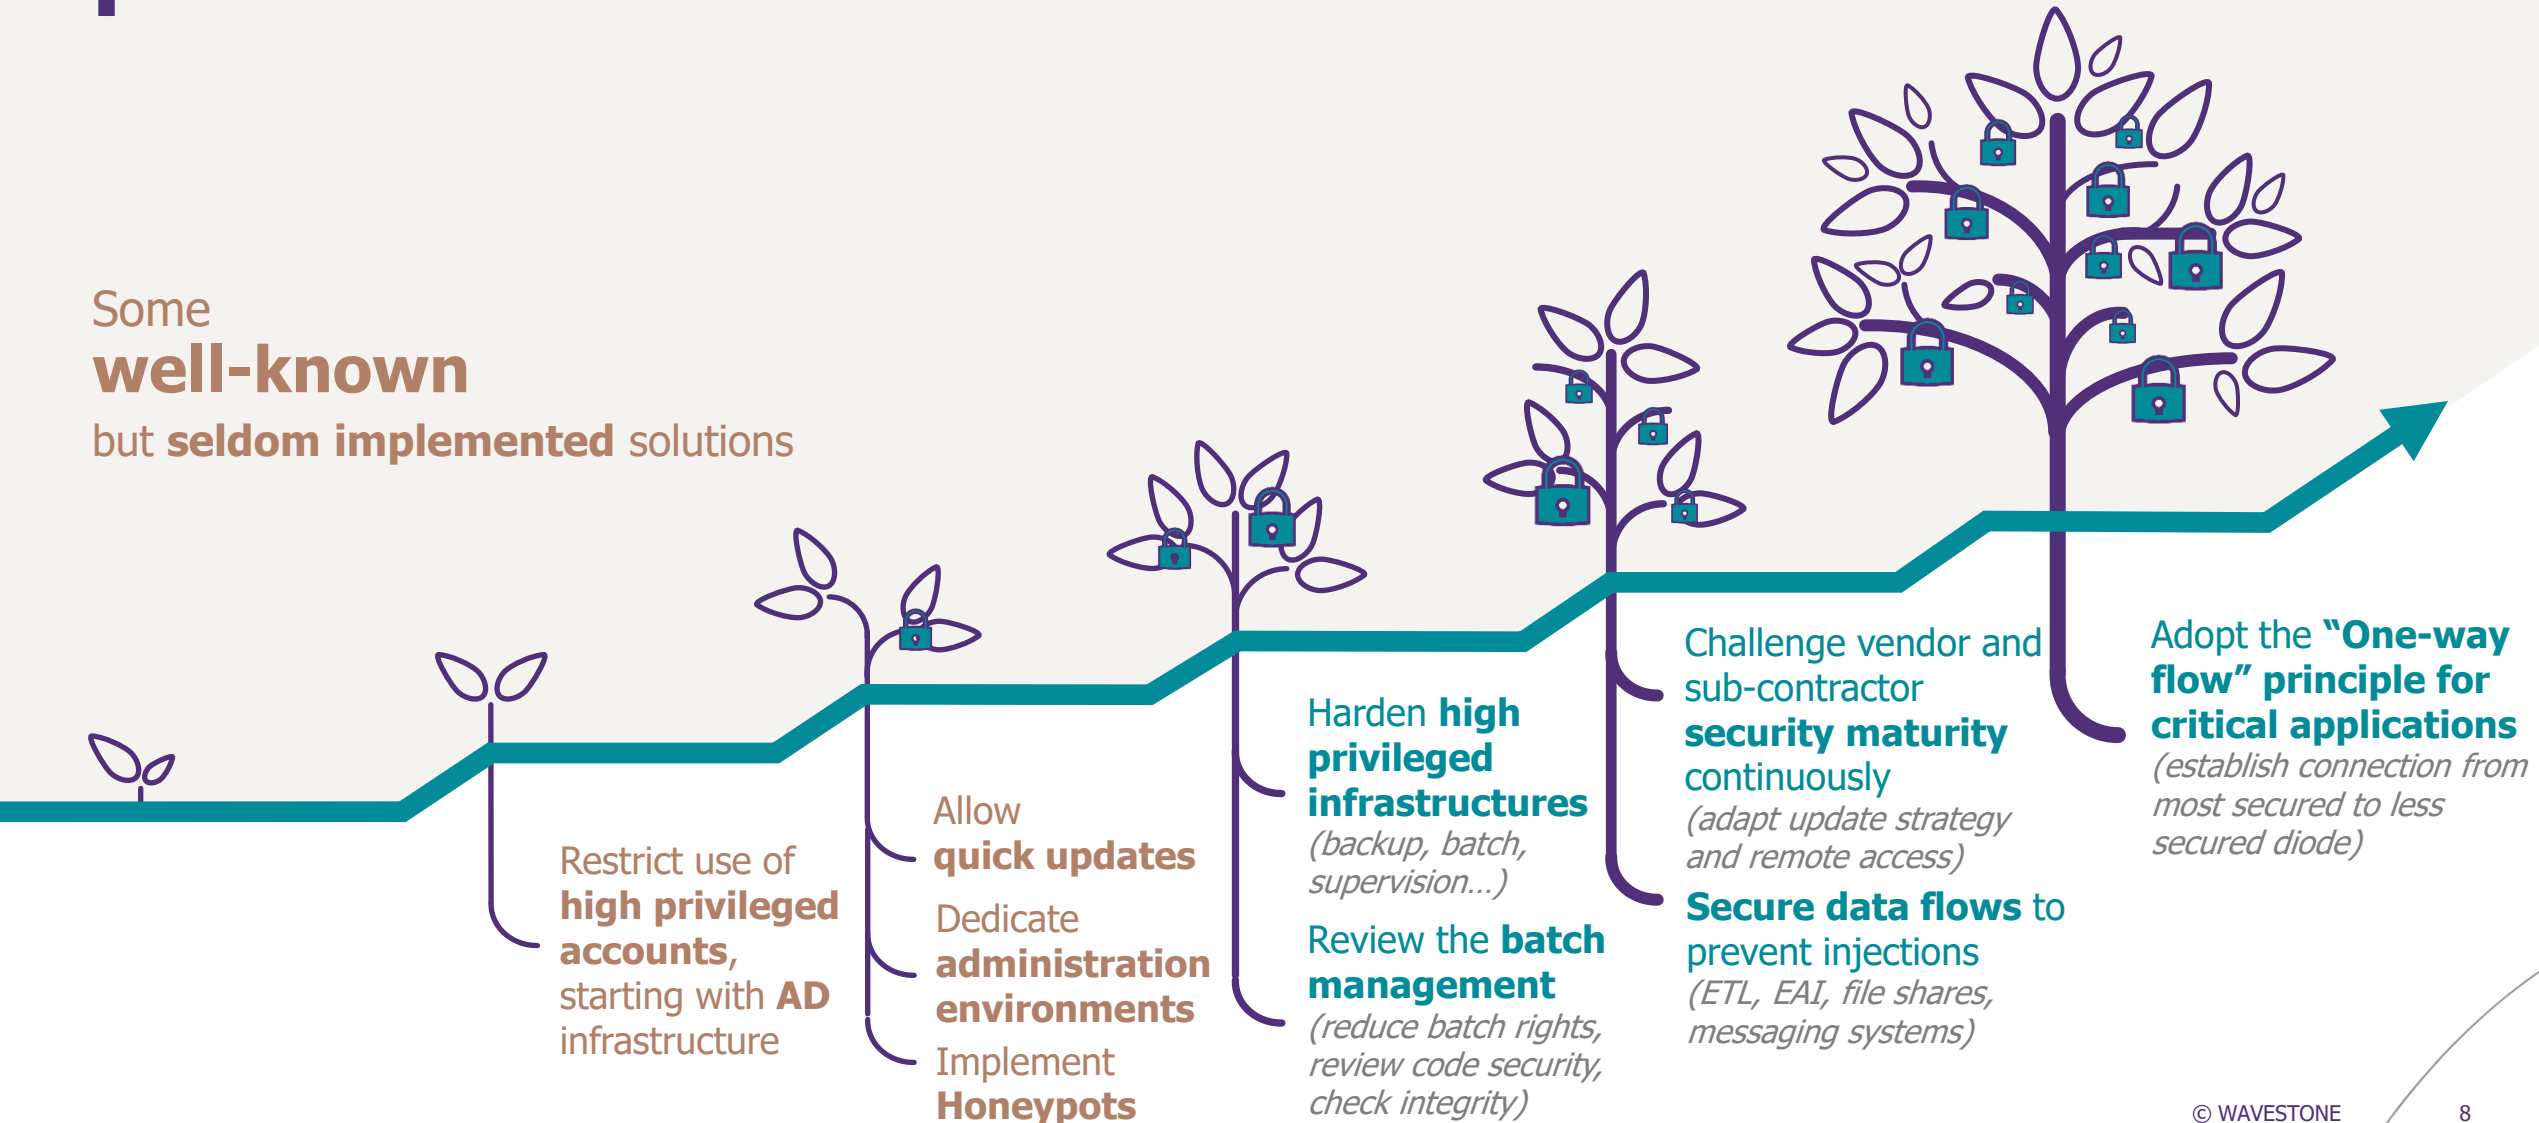 Some
well-known
but seldom implemented solutions
Restrict use of
high privileged
accounts,
starting with AD
infrastructure
Allow
quick updates
Dedicate
administration
environments
Implement
Honeypots
Harden high
privileged
infrastructures
(backup, batch,
supervision...)
Review the batch
management
(reduce batch rights,
review code security,
check integrity)
Challenge vendor and
sub-contractor
security maturity
continuously
(adapt update strategy
and remote access)
Secure data flows to
prevent injections
(ETL, EAI, file shares,
messaging systems)
Adopt the “One-way
flow” principle for
critical applications
(establish connection from
most secured to less
secured diode)
© WAVESTONE
8